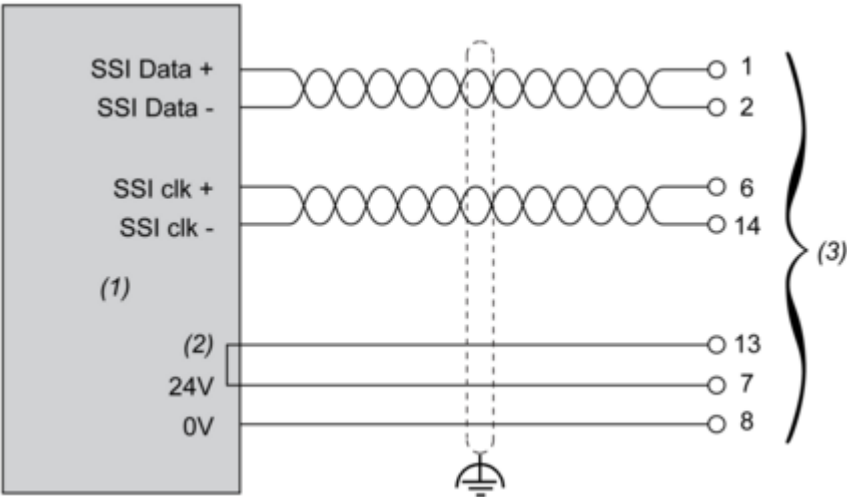 SSI Data + 1
SSI Data - 2
SSI clk + 6
SSI clk - 14
(1)
(3)
(2) 13
24V 7
0V 8